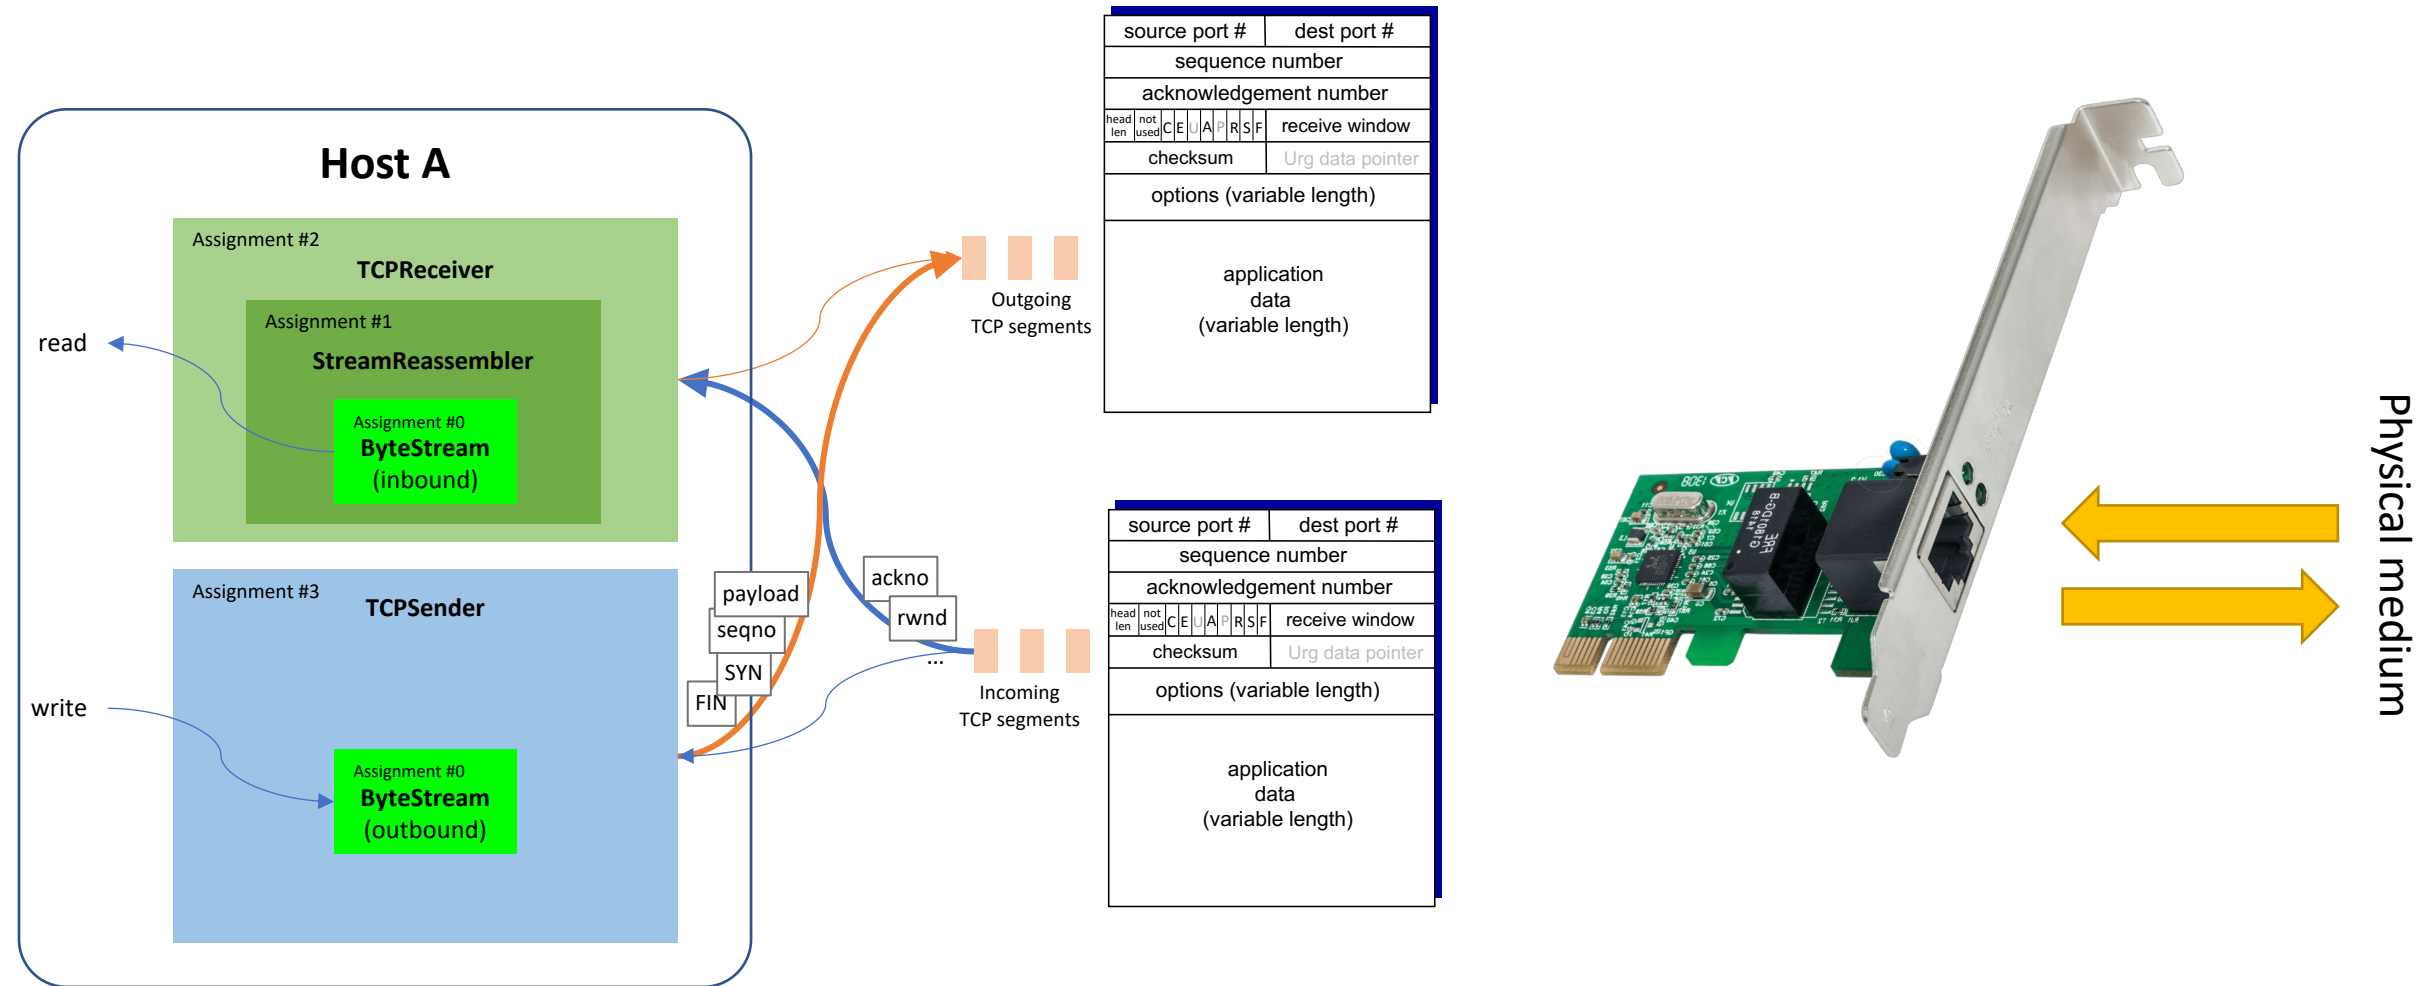 Host A
Assignment #2
TCPReceiver
Assignment #1
StreamReassembler
Assignment #0
ByteStream
(inbound)
read
Assignment #3
TCPSender
write
Assignment #0
ByteStream
(outbound)
payload
seqno
SYN
FIN
ackno
rwnd
...
Outgoing
TCP segments
Incoming
TCP segments
source port # dest port #
sequence number
acknowledgement number
head len not used C E U A P R S F receive window
checksum Urg data pointer
options (variable length)
application
data
(variable length)
source port # dest port #
sequence number
acknowledgement number
head len not used C E U A P R S F receive window
checksum Urg data pointer
options (variable length)
application
data
(variable length)
FRE
G1801DG-B
1418
Physical medium